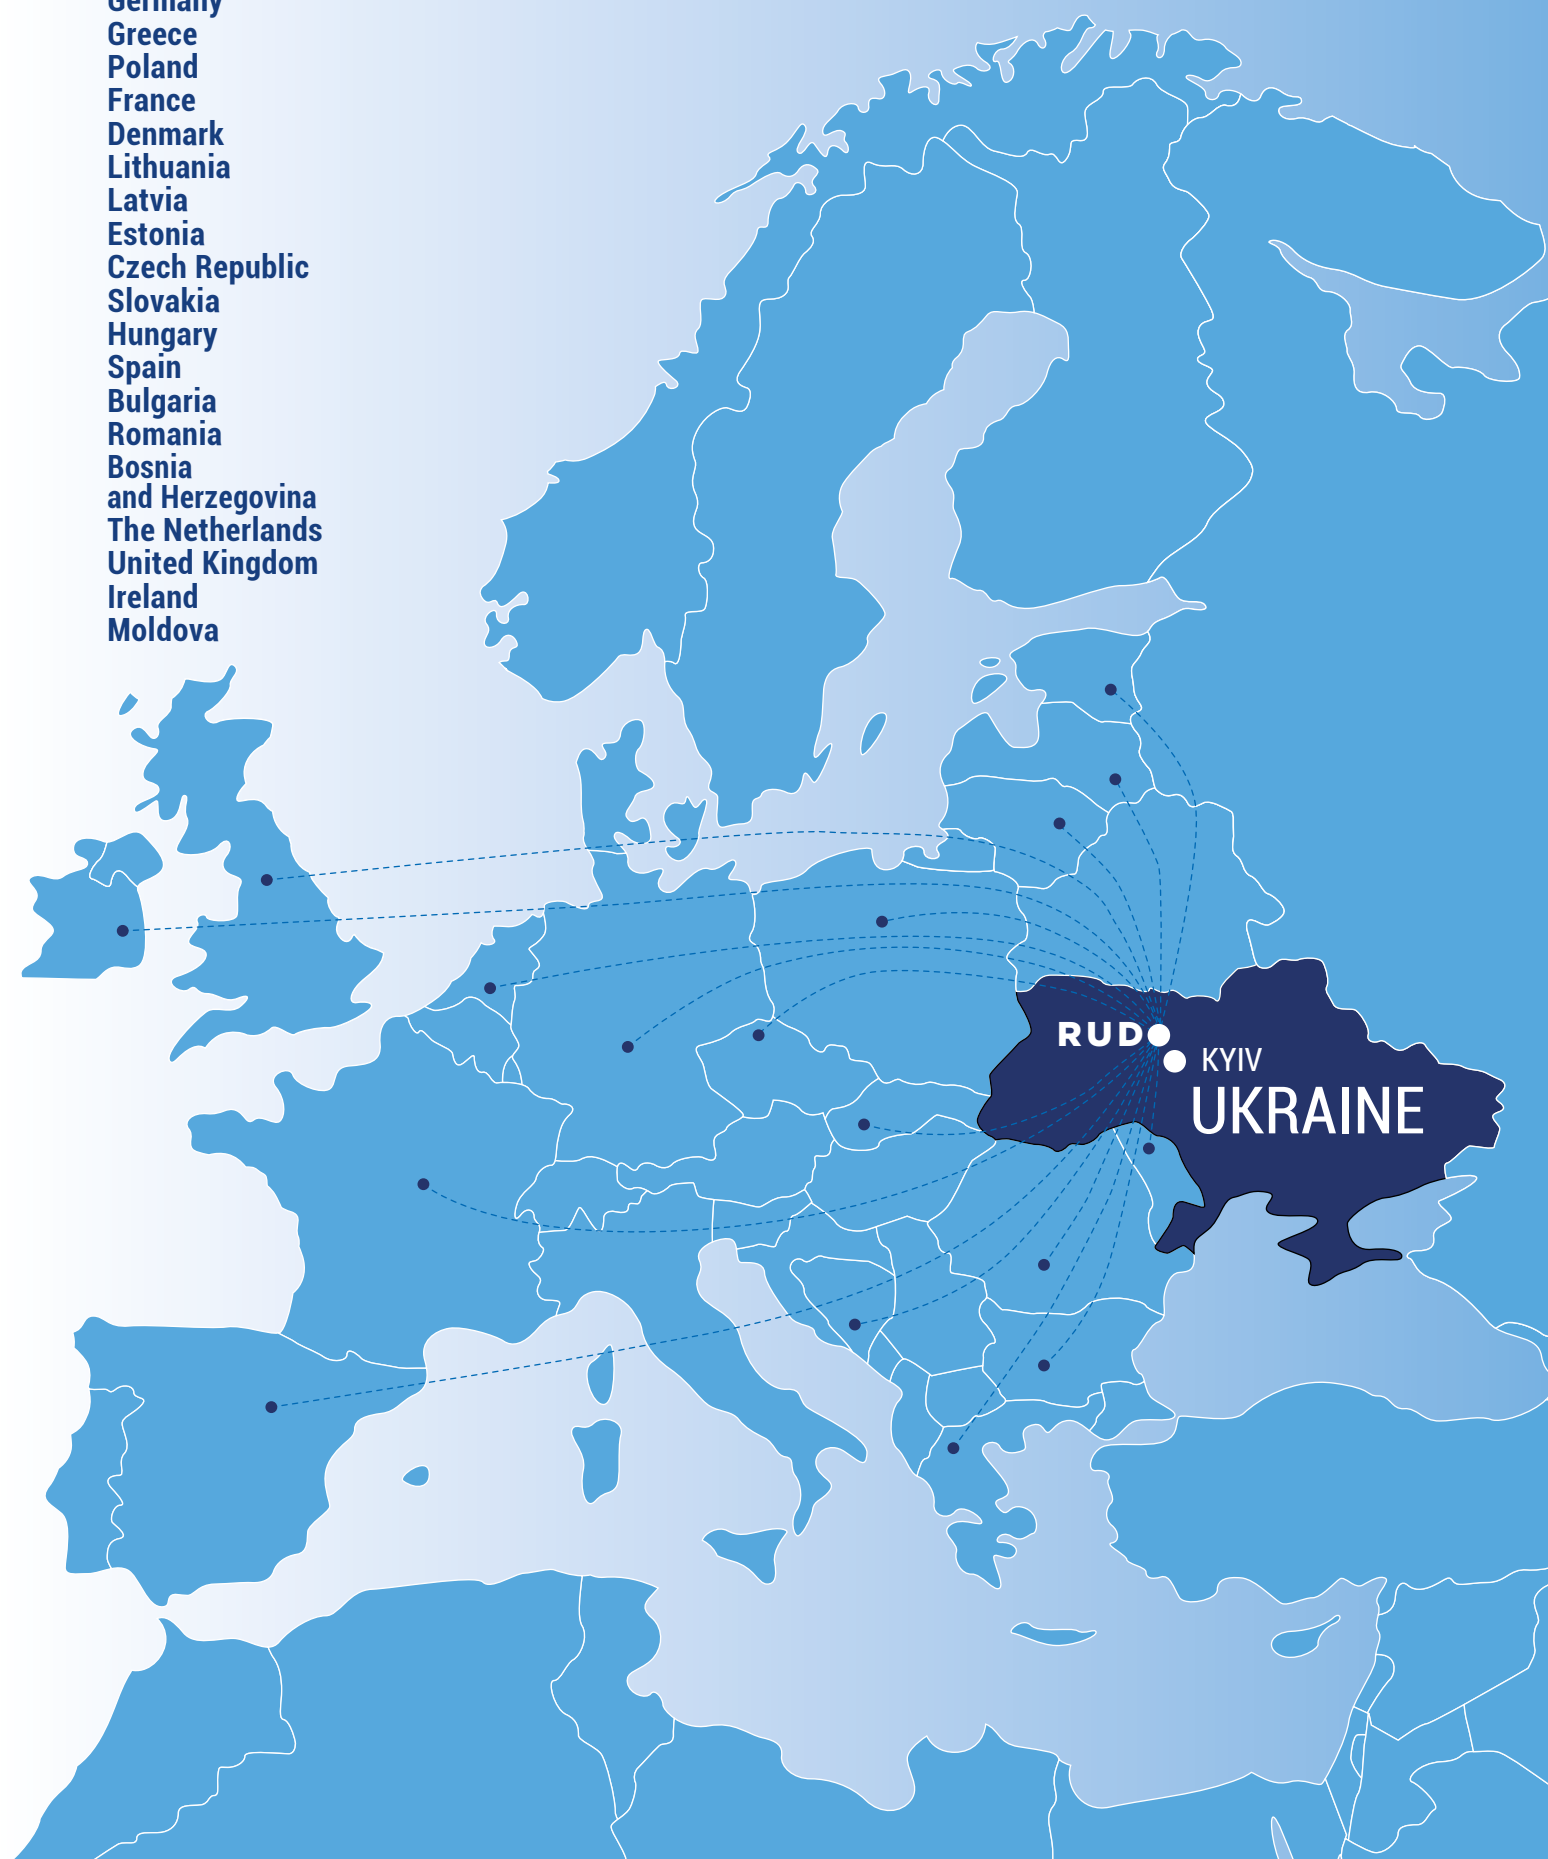 Germany
Greece
Poland
France
Denmark
Lithuania
Latvia
Estonia
Czech Republic
Slovakia
Hungary
Spain
Bulgaria
Romania
Bosnia
and Herzegovina
The Netherlands
United Kingdom
Ireland
Moldova
RUD
KYIV
UKRAINE